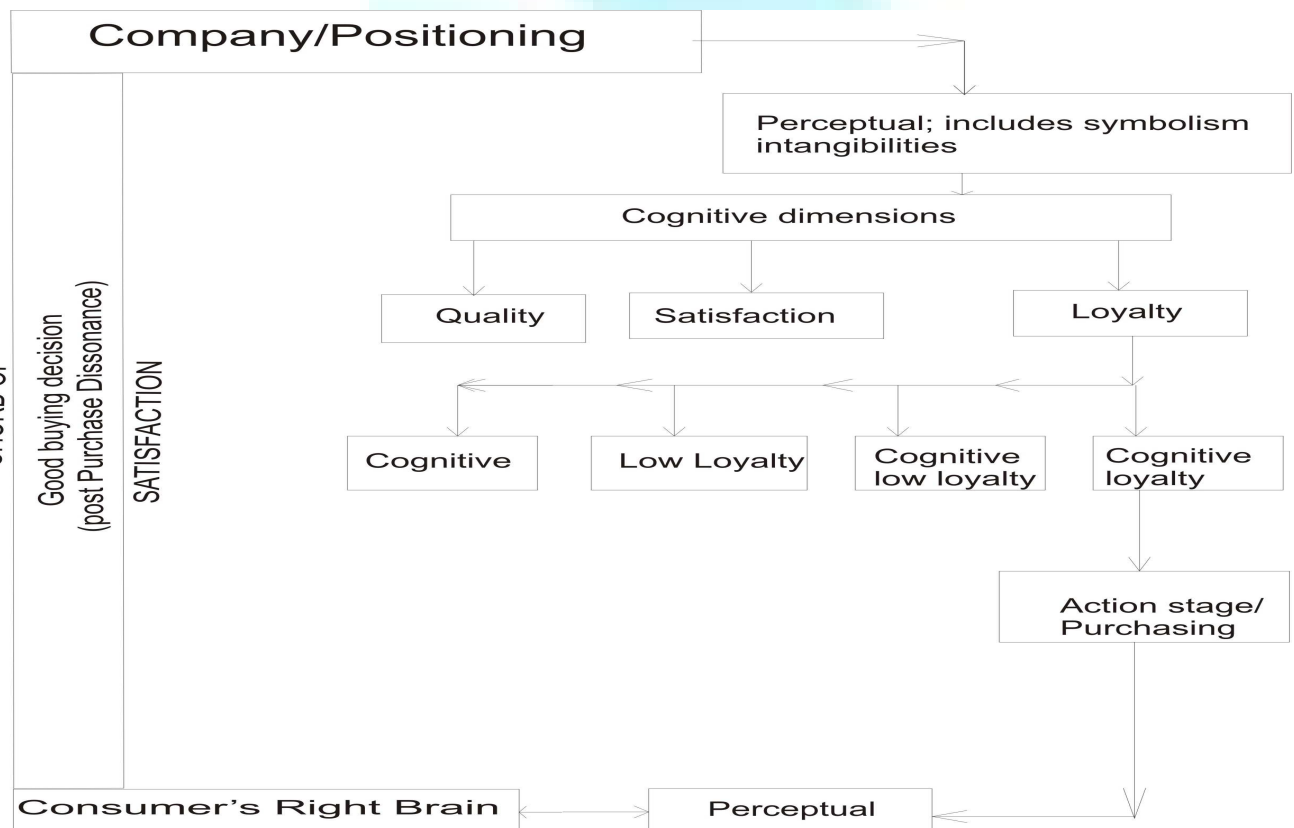 Company/Positioning
Perceptual; includes symbolism
intangibilities
Cognitive dimensions
Quality
Satisfaction
Loyalty
Cognitive
Low Loyalty
Cognitive
low loyalty
Cognitive
loyalty
Action stage/
Purchasing
Good buying decision
(post Purchase Dissonance)
SATISFACTION
Consumer's Right Brain
Perceptual